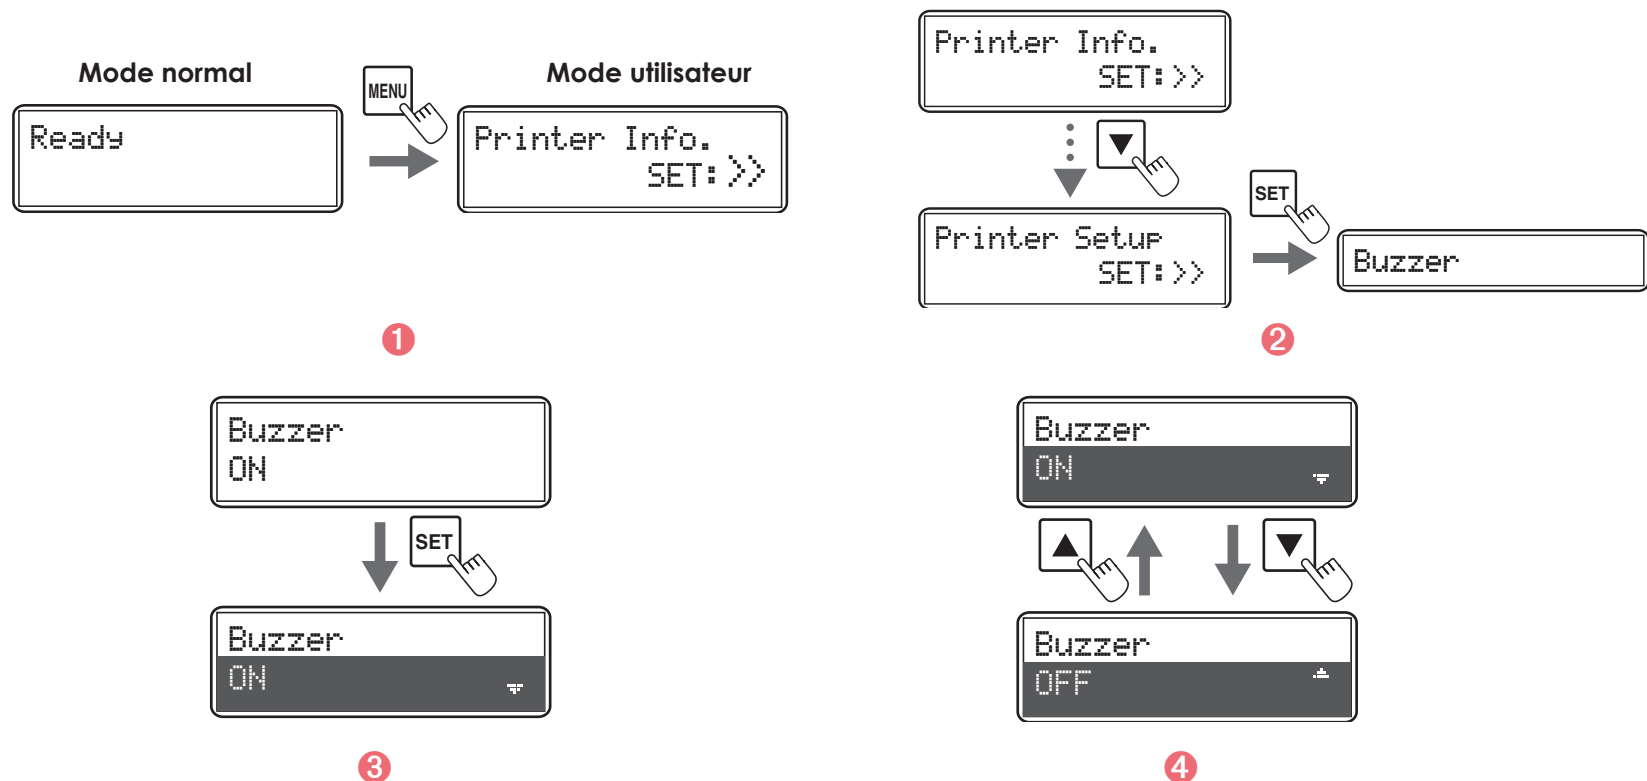 Mode normal
Ready
MENU
Mode utilisateur
Printer Info.
SET:>>
1
Printer Info.
SET:>>
Printer Setup
SET:>>
SET
Buzzer
2
Buzzer
ON
SET
Buzzer
ON
3
Buzzer
ON
Buzzer
OFF
4